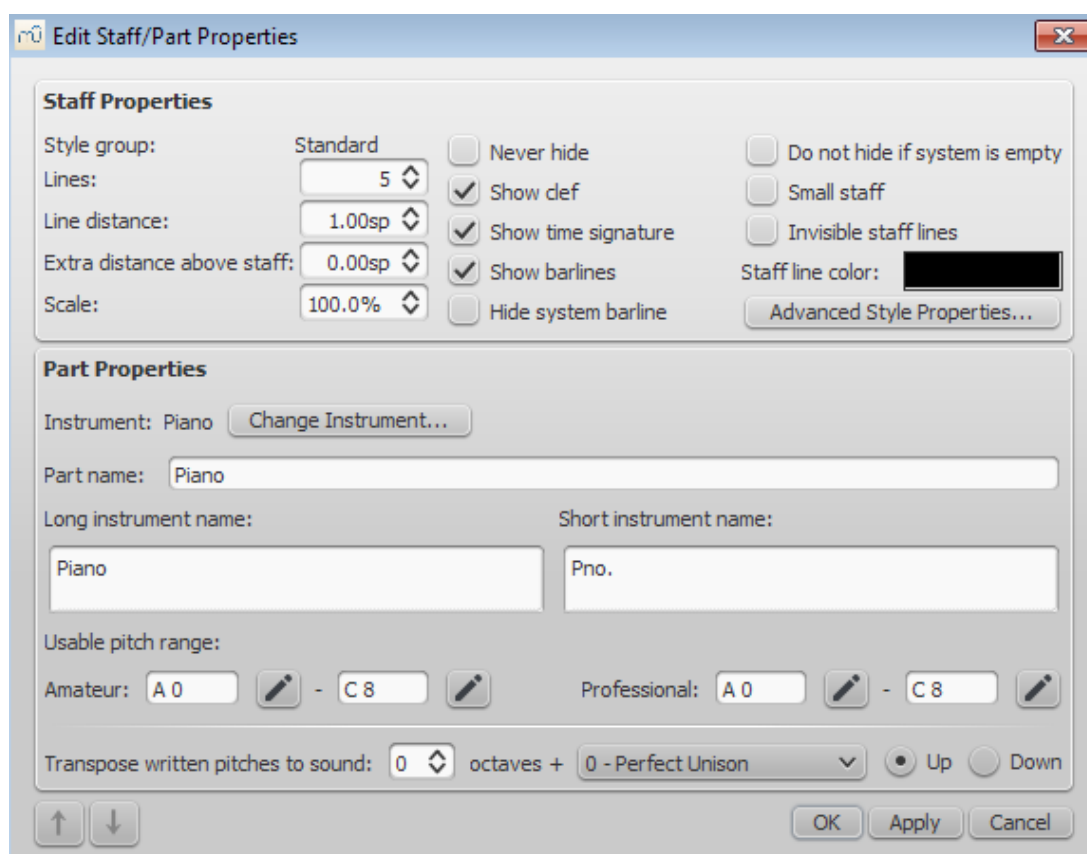 Edit Staff/Part Properties
Staff Properties
Style group: Standard
Lines: 5
Line distance: 1.00sp
Extra distance above staff: 0.00sp
Scale: 100.0%
Never hide
Show clef
Show time signature
Show barlines
Hide system barline
Do not hide if system is empty
Small staff
Invisible staff lines
Staff line color:
Advanced Style Properties...
Part Properties
Instrument: Piano Change Instrument...
Part name: Piano
Long instrument name:
Piano
Short instrument name:
Pno.
Usable pitch range:
Amateur: A 0 - C 8 Professional: A 0 - C 8
Transpose written pitches to sound: 0 octaves + 0 - Perfect Unison Up Down
OK Apply Cancel